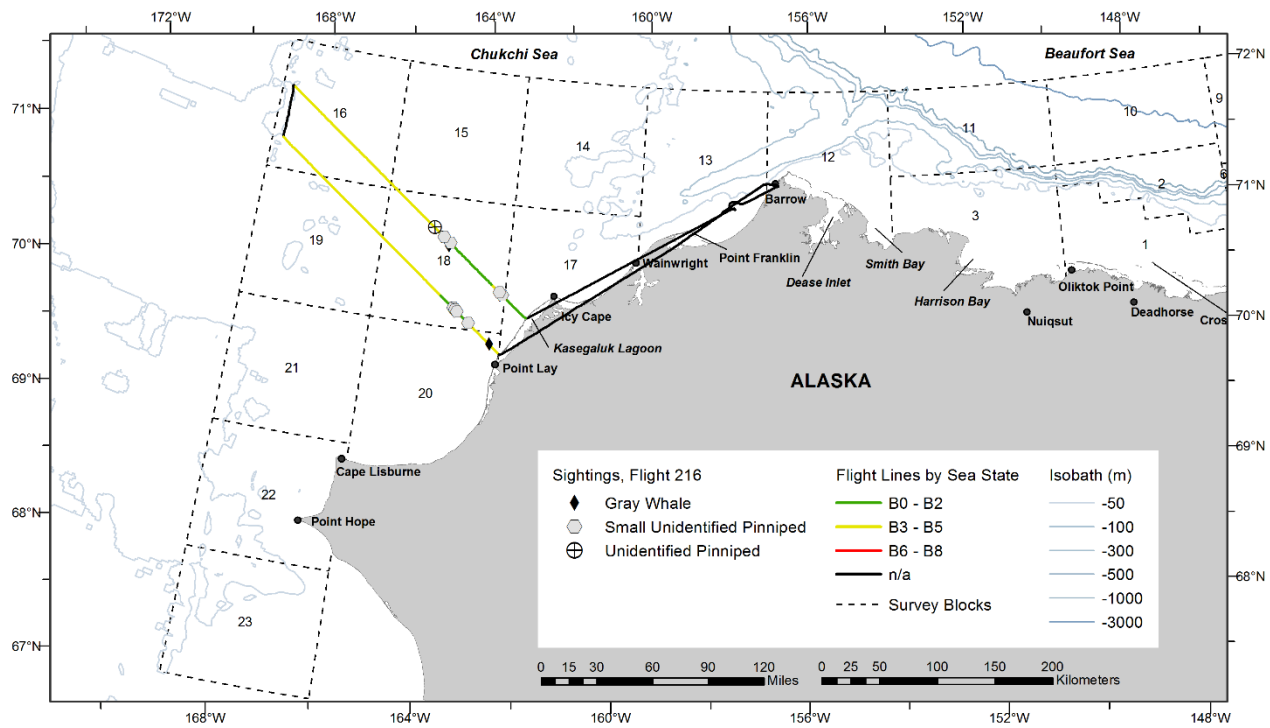 172°W 168°W 164°W 160°W 156°W 152°W 148°W
Chukchi Sea Beaufort Sea
72°N
71°N
16 15 14 13 12 11 10 9
6
2
71°N
Barrow
3
1
70°N
19 18 17
Wainwright
Point Franklin
Dease Inlet
Smith Bay
Harrison Bay
Oliktok Point
Deadhorse
Nuiqsut
Cros
70°N
Icy Cape
Kasegaluk Lagoon
Point Lay
69°N
21 20
ALASKA
69°N
Cape Lisburne
22
Point Hope
68°N
68°N
23
67°N
Sightings, Flight 216
Gray Whale
Small Unidentified Pinniped
Unidentified Pinniped
Flight Lines by Sea State
B0 - B2
B3 - B5
B6 - B8
n/a
Survey Blocks
Isobath (m)
-50
-100
-300
-500
-1000
-3000
0 15 30 60 90 120
Miles
0 25 50 100 150 200
Kilometers
168°W 164°W 160°W 156°W 152°W 148°W